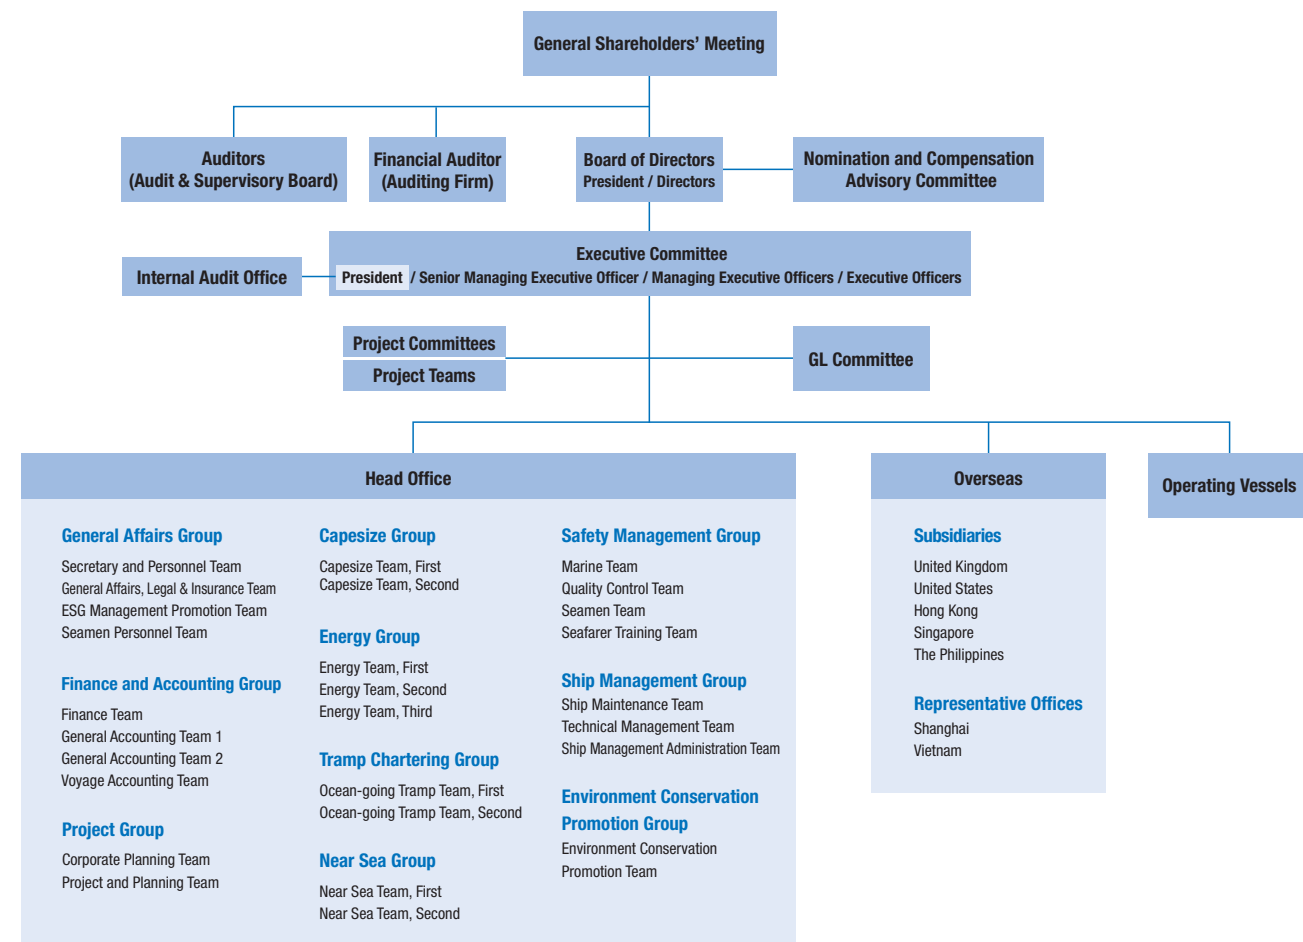 General Shareholders’ Meeting
Auditors
(Audit & Supervisory Board)
Financial Auditor
(Auditing Firm)
Board of Directors
President / Directors
Nomination and Compensation
Advisory Committee
Internal Audit Office
Executive Committee
President / Senior Managing Executive Officer / Managing Executive Officers / Executive Officers
Project Committees
Project Teams
GL Committee
Head Office
General Affairs Group
Secretary and Personnel Team
General Affairs, Legal & Insurance Team
ESG Management Promotion Team
Seamen Personnel Team
Finance and Accounting Group
Finance Team
General Accounting Team 1
General Accounting Team 2
Voyage Accounting Team
Project Group
Corporate Planning Team
Project and Planning Team
Capesize Group
Capesize Team, First
Capesize Team, Second
Energy Group
Energy Team, First
Energy Team, Second
Energy Team, Third
Tramp Chartering Group
Ocean-going Tramp Team, First
Ocean-going Tramp Team, Second
Near Sea Group
Near Sea Team, First
Near Sea Team, Second
Safety Management Group
Marine Team
Quality Control Team
Seamen Team
Seafarer Training Team
Ship Management Group
Ship Maintenance Team
Technical Management Team
Ship Management Administration Team
Environment Conservation
Promotion Group
Environment Conservation
Promotion Team
Overseas
Subsidiaries
United Kingdom
United States
Hong Kong
Singapore
The Philippines
Representative Offices
Shanghai
Vietnam
Operating Vessels